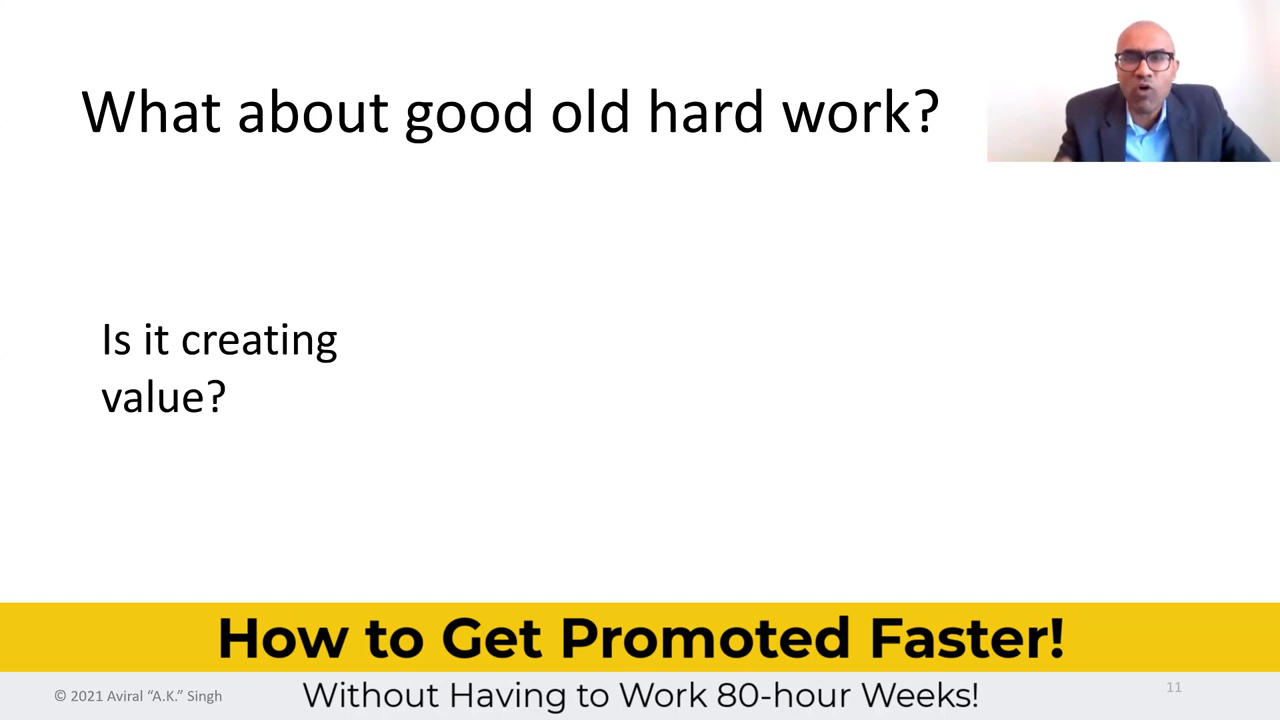 What about good old hard work?
Is it creating
value?
How to Get Promoted Faster!
Without Having to Work 80-hour Weeks!
© 2021 Aviral “A.K.” Singh
11